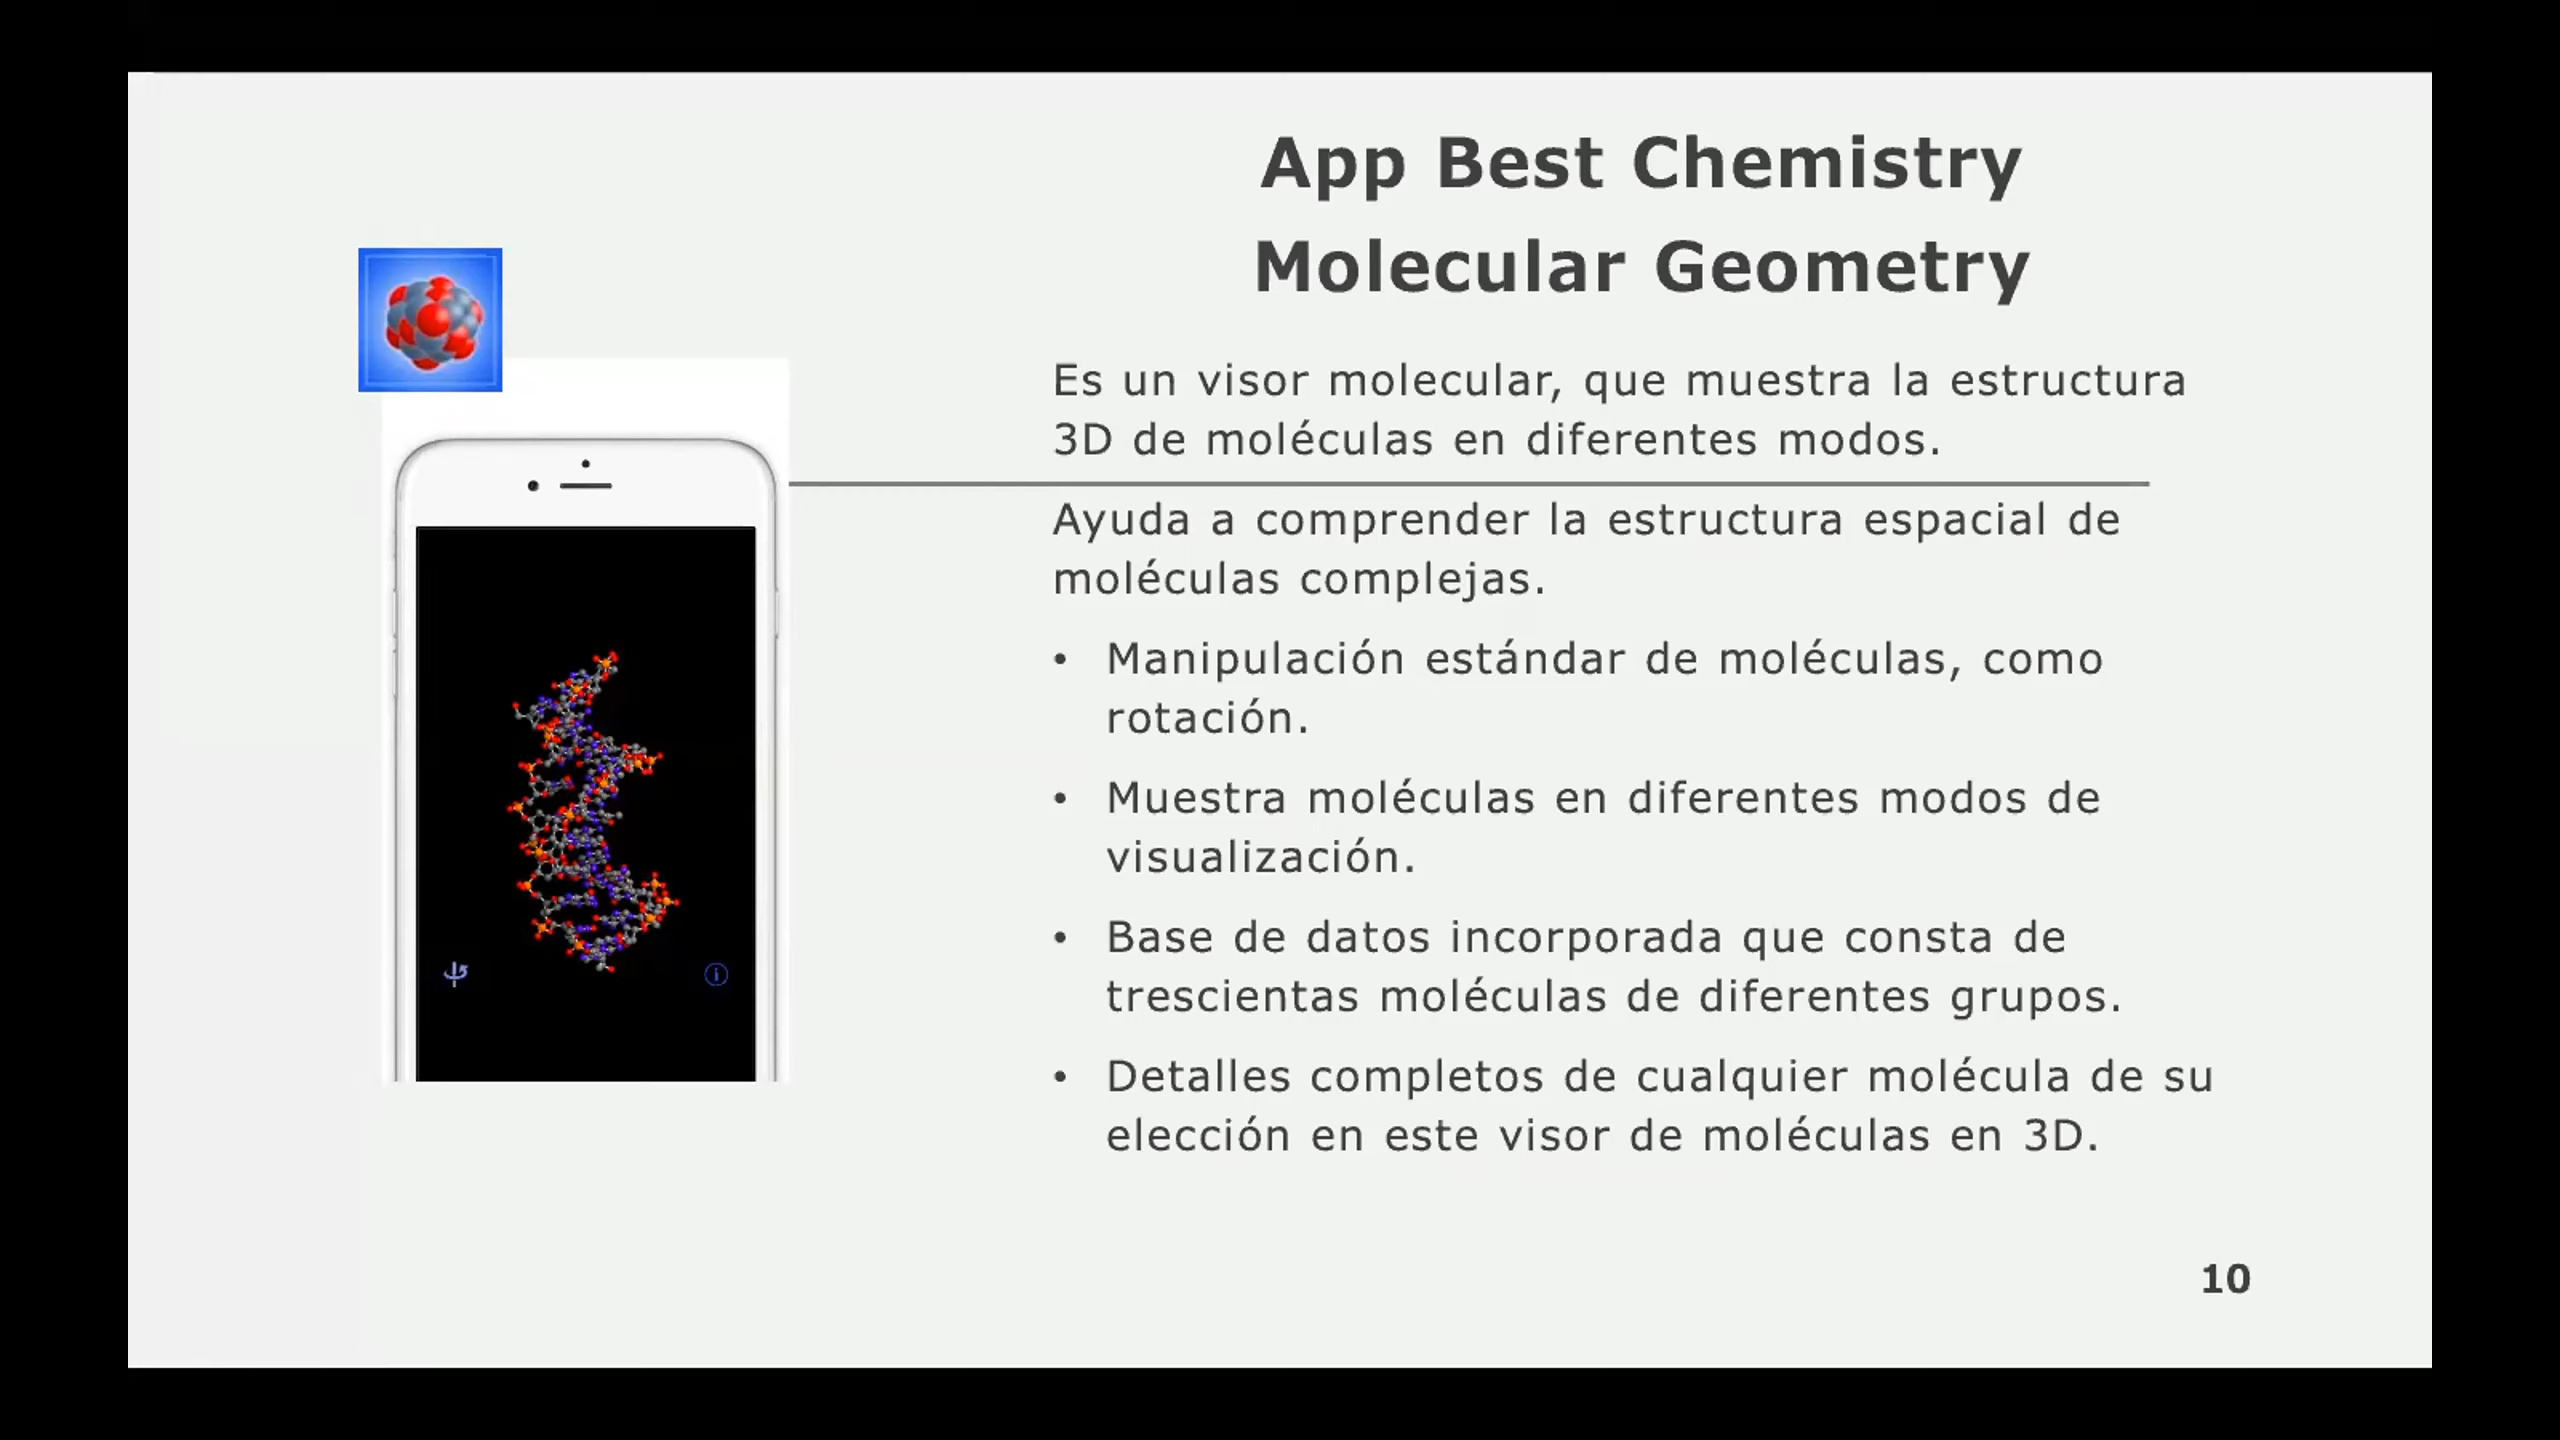 App Best Chemistry
Molecular Geometry
Es un visor molecular, que muestra la estructura
3D de moléculas en diferentes modos.
Ayuda a comprender la estructura espacial de
moléculas complejas.
• Manipulación estándar de moléculas, como
rotación.
• Muestra moléculas en diferentes modos de
visualización.
• Base de datos incorporada que consta de
trescientas moléculas de diferentes grupos.
• Detalles completos de cualquier molécula de su
elección en este visor de moléculas en 3D.
10